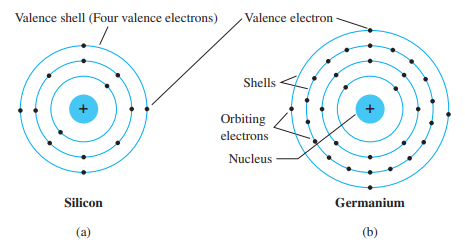 Valence shell (Four valence electrons)
Valence electron
Shells
Orbiting
electrons
Nucleus
+
+
Silicon
Germanium
(a)
(b)